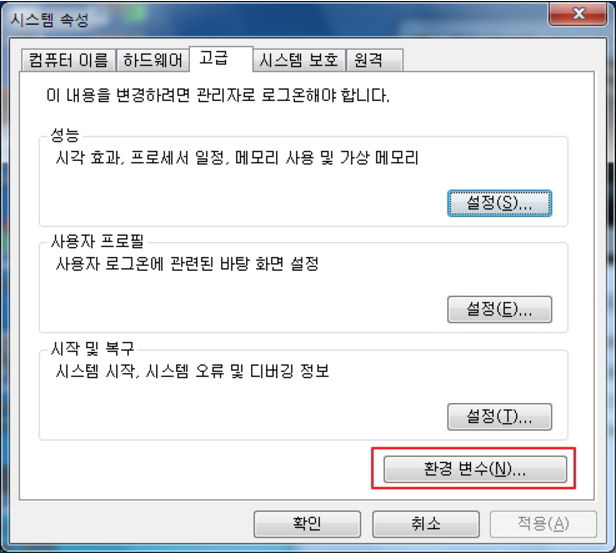 시스템 속성
컴퓨터 이름 하드웨어 고급 시스템 보호 원격
이 내용을 변경하려면 관리자로 로그온해야 합니다.
성능
시각 효과, 프로세서 일정, 메모리 사용 및 가상 메모리
설정(S)...
사용자 프로필
사용자 로그온에 관련된 바탕 화면 설정
설정(E)...
시작 및 복구
시스템 시작, 시스템 오류 및 디버깅 정보
설정(T)...
환경 변수(N)...
확인 취소 적용(A)